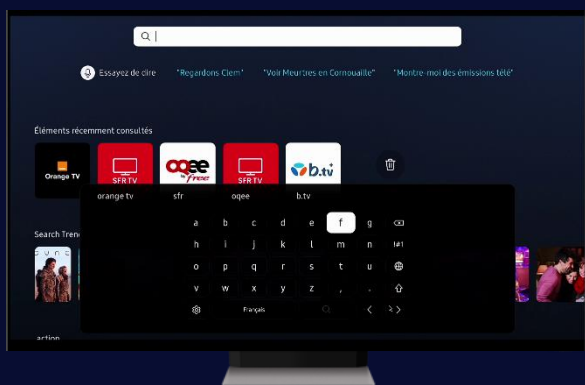 Essayez de dire "Regardons Clem" "Voir Meurtres en Cornouaille" "Montre-moi des émissions télé"
Éléments récemment consultés
Orange TV SFR TV oqee by free SFR TV b.tv
orange tv sfr oqee b.tv
a b c d e f g
h i j k l m n !#1
Search Tren
DUNE
o p q r s t u
v w x y z , .
Français
action